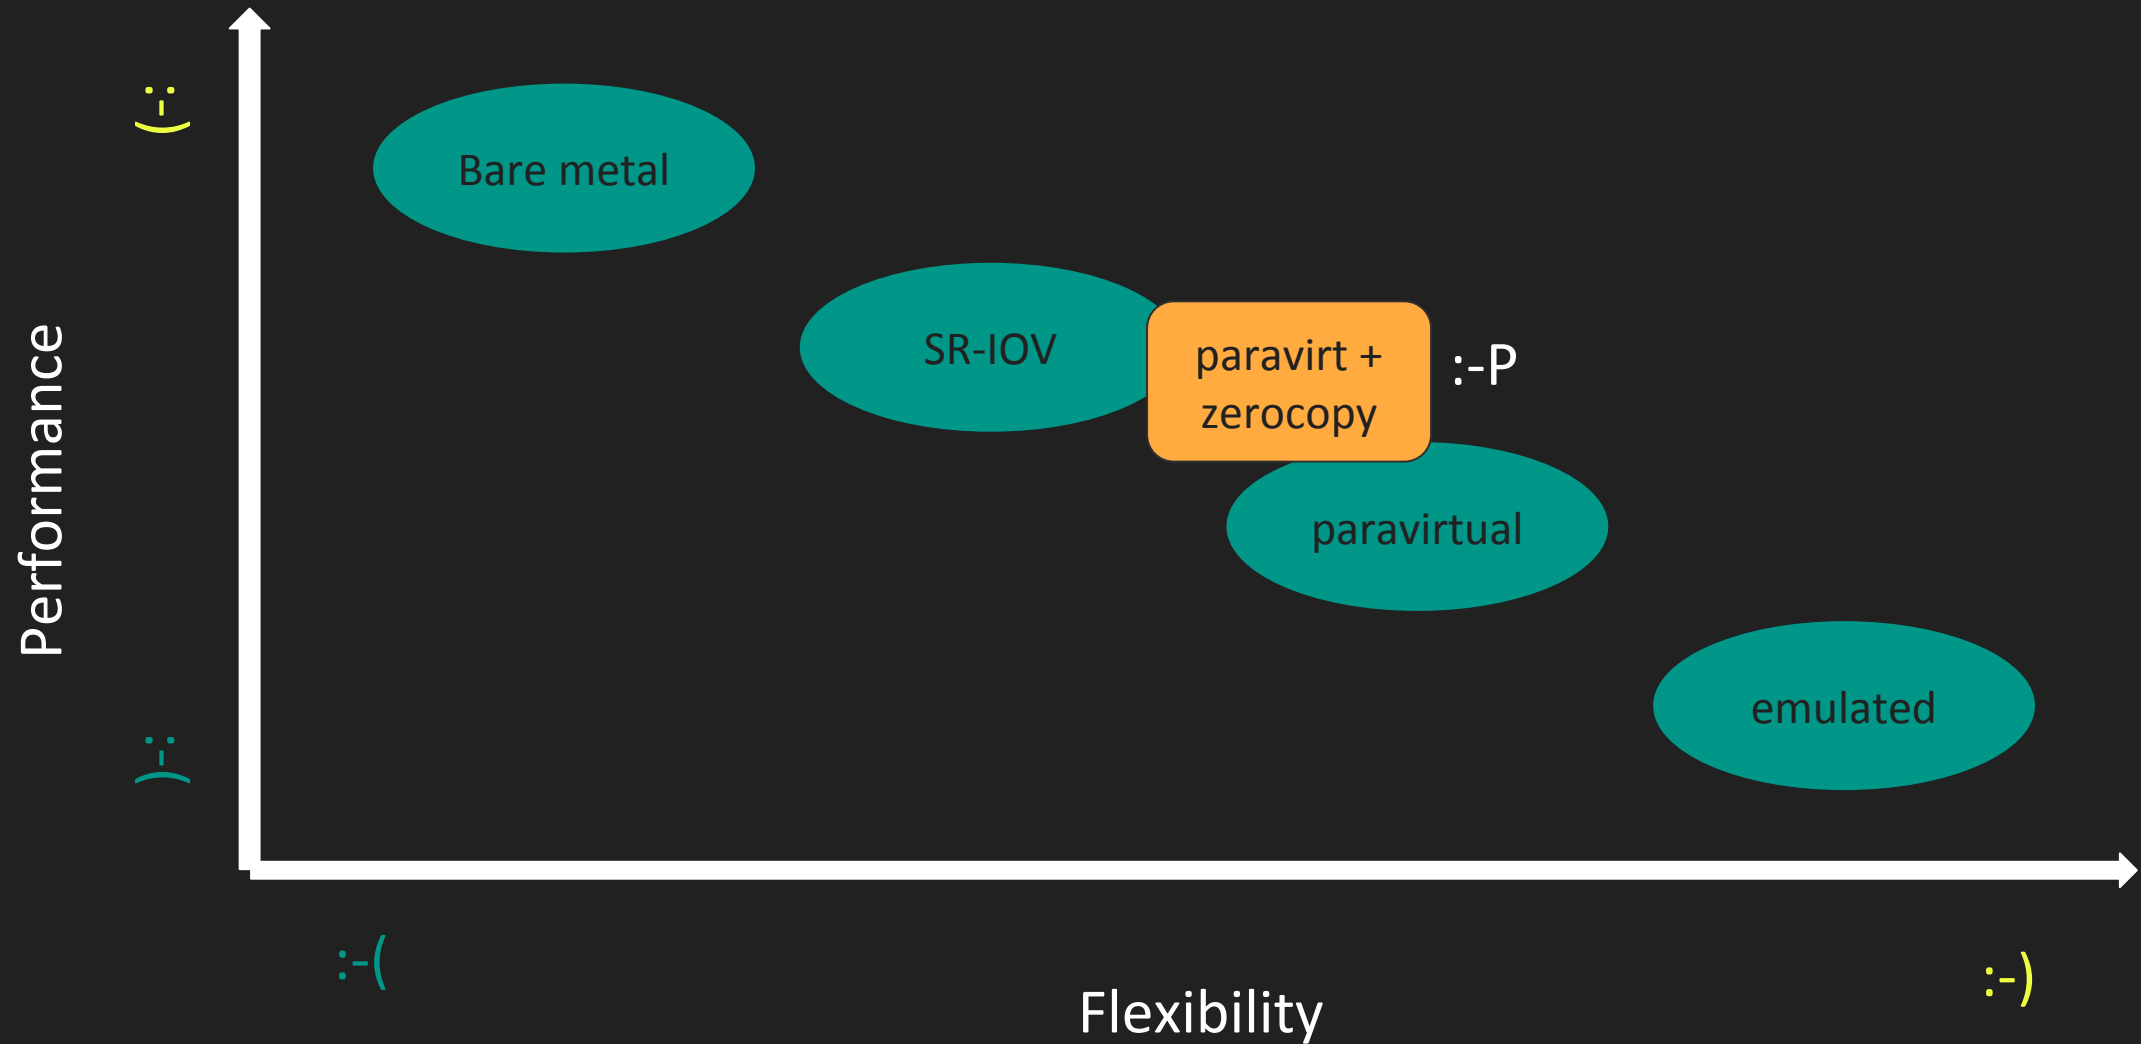 :-)
Bare metal
SR-IOV
paravirt +
zerocopy
:-P
Performance
paravirtual
emulated
:-(
:-(
:-)
Flexibility